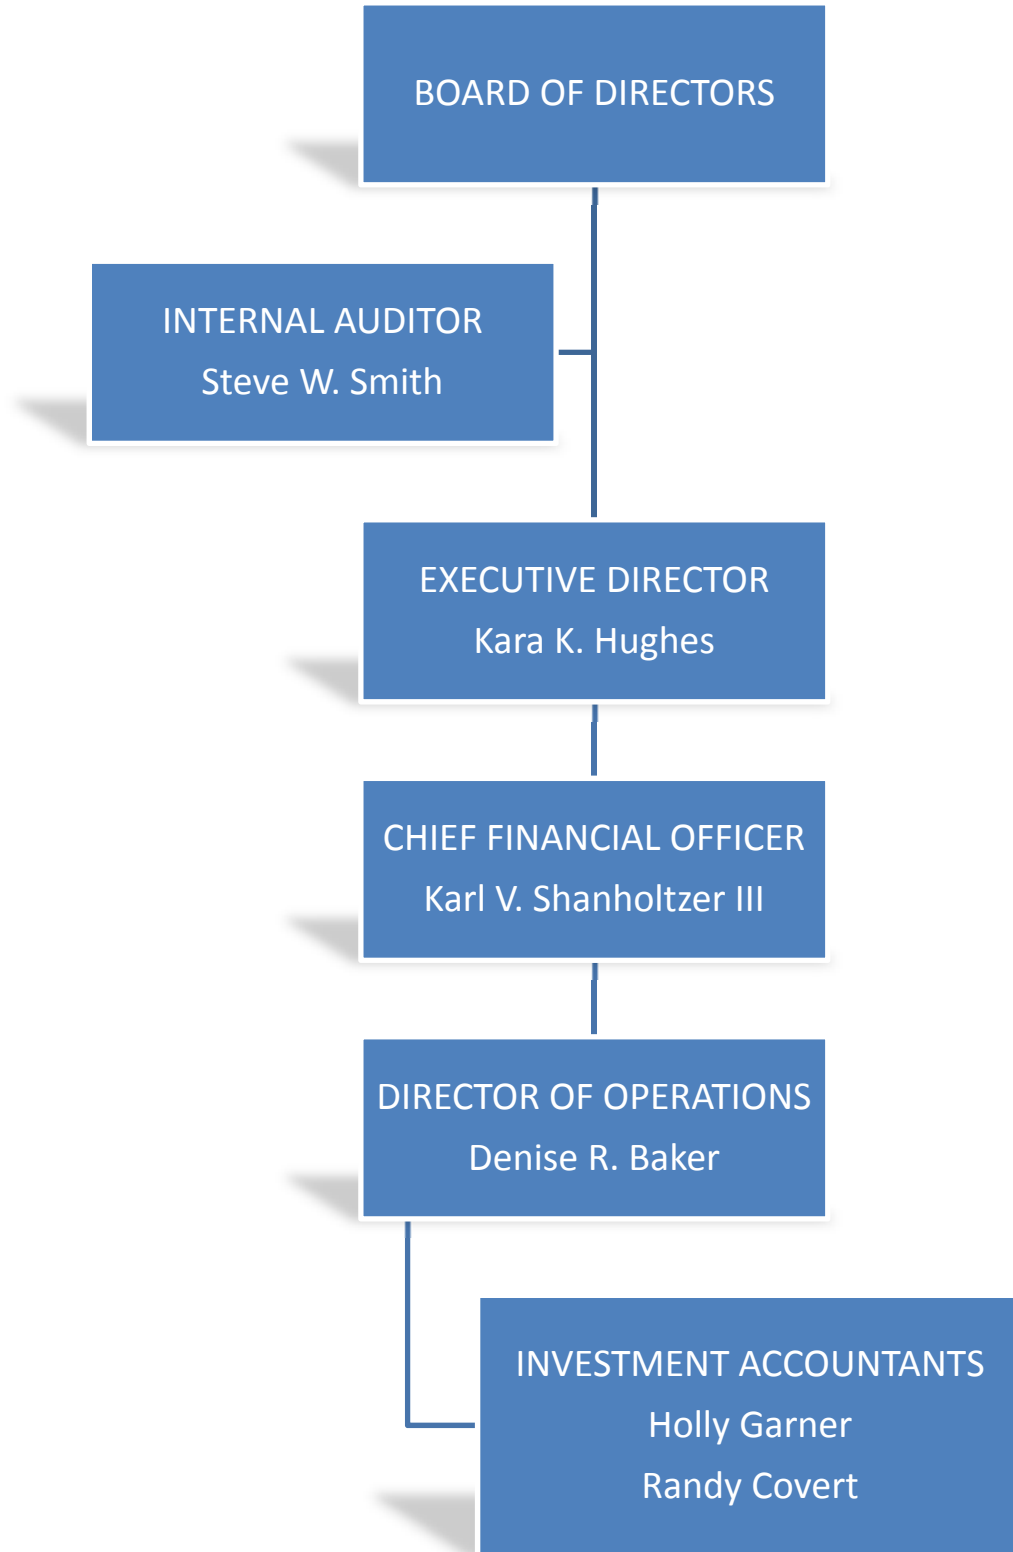 BOARD OF DIRECTORS
INTERNAL AUDITOR
Steve W. Smith
EXECUTIVE DIRECTOR
Kara K. Hughes
CHIEF FINANCIAL OFFICER
Karl V. Shanholtzer III
DIRECTOR OF OPERATIONS
Denise R. Baker
INVESTMENT ACCOUNTANTS
Holly Garner
Randy Covert